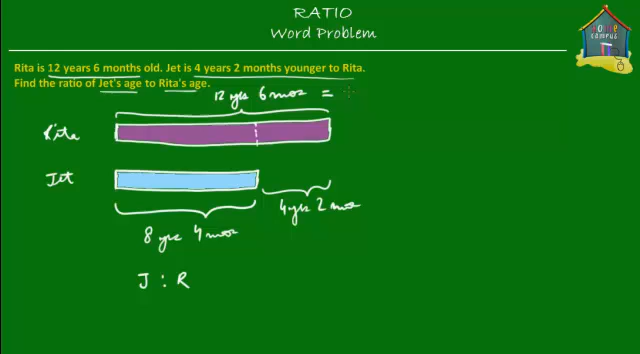 RATIO
Word Problem
HOME CAMPUS
Rita is 12 years 6 months old. Jet is 4 years 2 months younger to Rita.
Find the ratio of Jet's age to Rita's age.
12 yrs 6 mos =
Rita
Jet
4 yrs 2 mos
8 yrs 4 mos
J : R